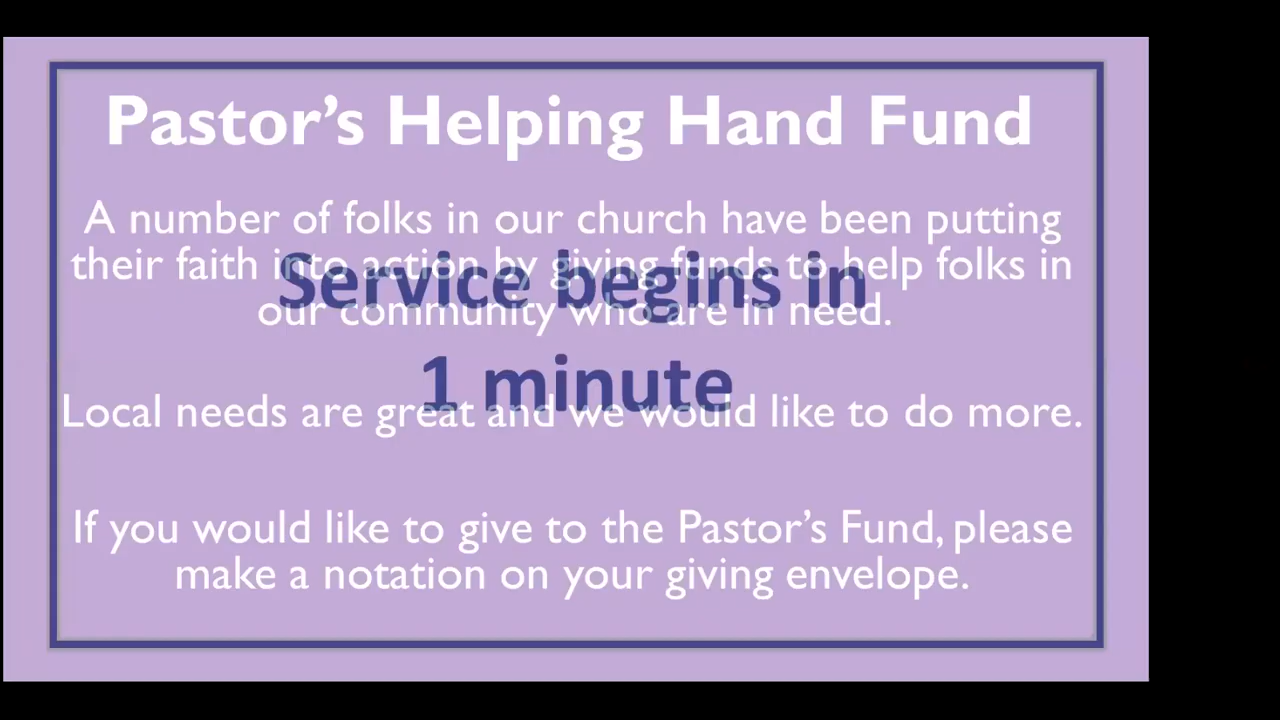 Pastor’s Helping Hand Fund
A number of folks in our church have been putting
their faith into action by giving funds to help folks in
Service begins in
our community who are in need.
1 minute
Local needs are great and we would like to do more.
If you would like to give to the Pastor’s Fund, please
make a notation on your giving envelope.